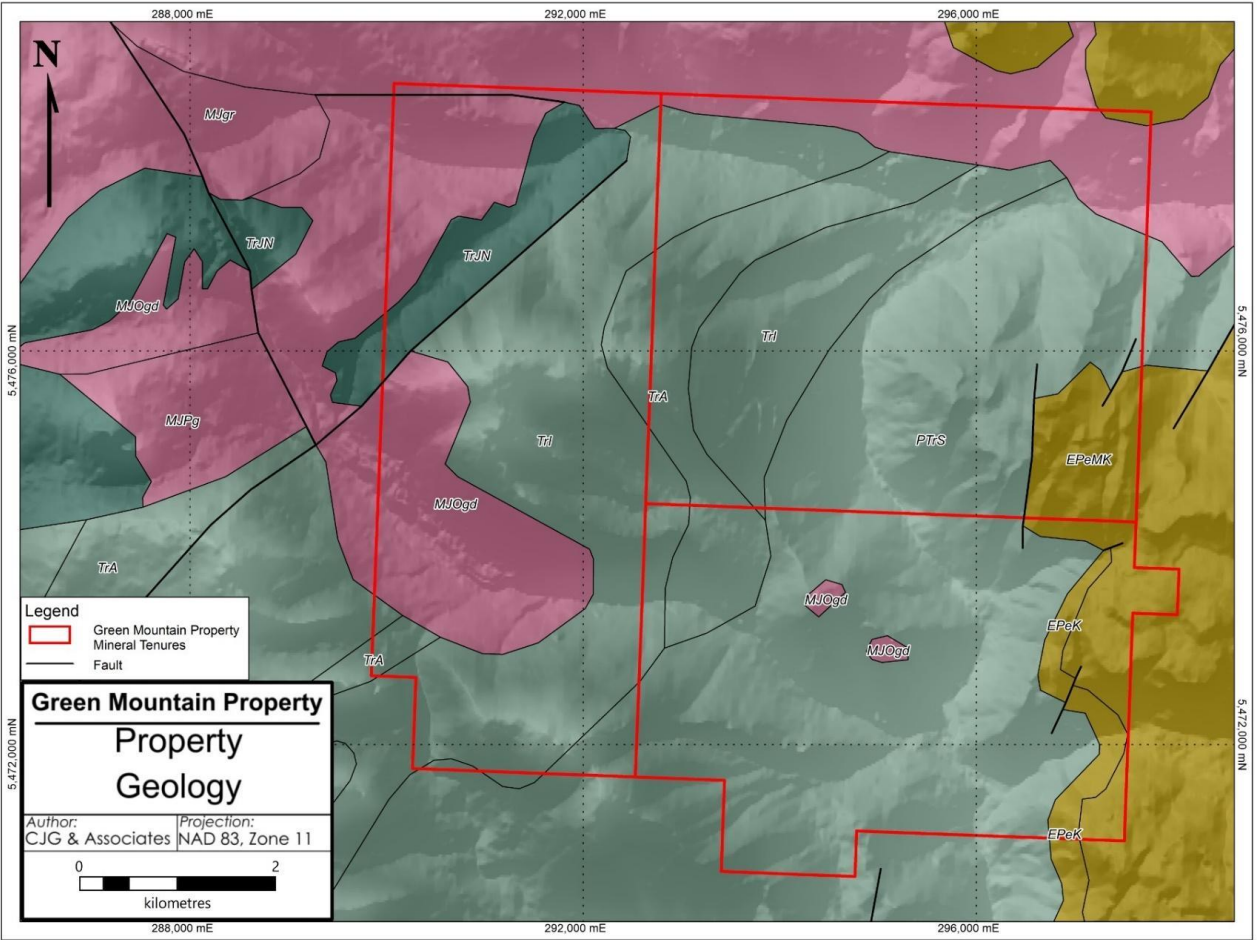 288,000 mE
292,000 mE
296,000 mE
N
MJgr
TrJN
TrJN
MJOgd
5,476,000 mN
5,476,000 mN
TrI
TrA
MJPg
TrI
PTrS
EPeMK
MJOgd
TrA
MJOgd
EPeK
MJOgd
TrA
Legend
Green Mountain Property
Mineral Tenures
Fault
Green Mountain Property
Property
Geology
Author:
CJG & Associates
Projection:
NAD 83, Zone 11
0
2
kilometres
5,472,000 mN
5,472,000 mN
EPeK
288,000 mE
292,000 mE
296,000 mE